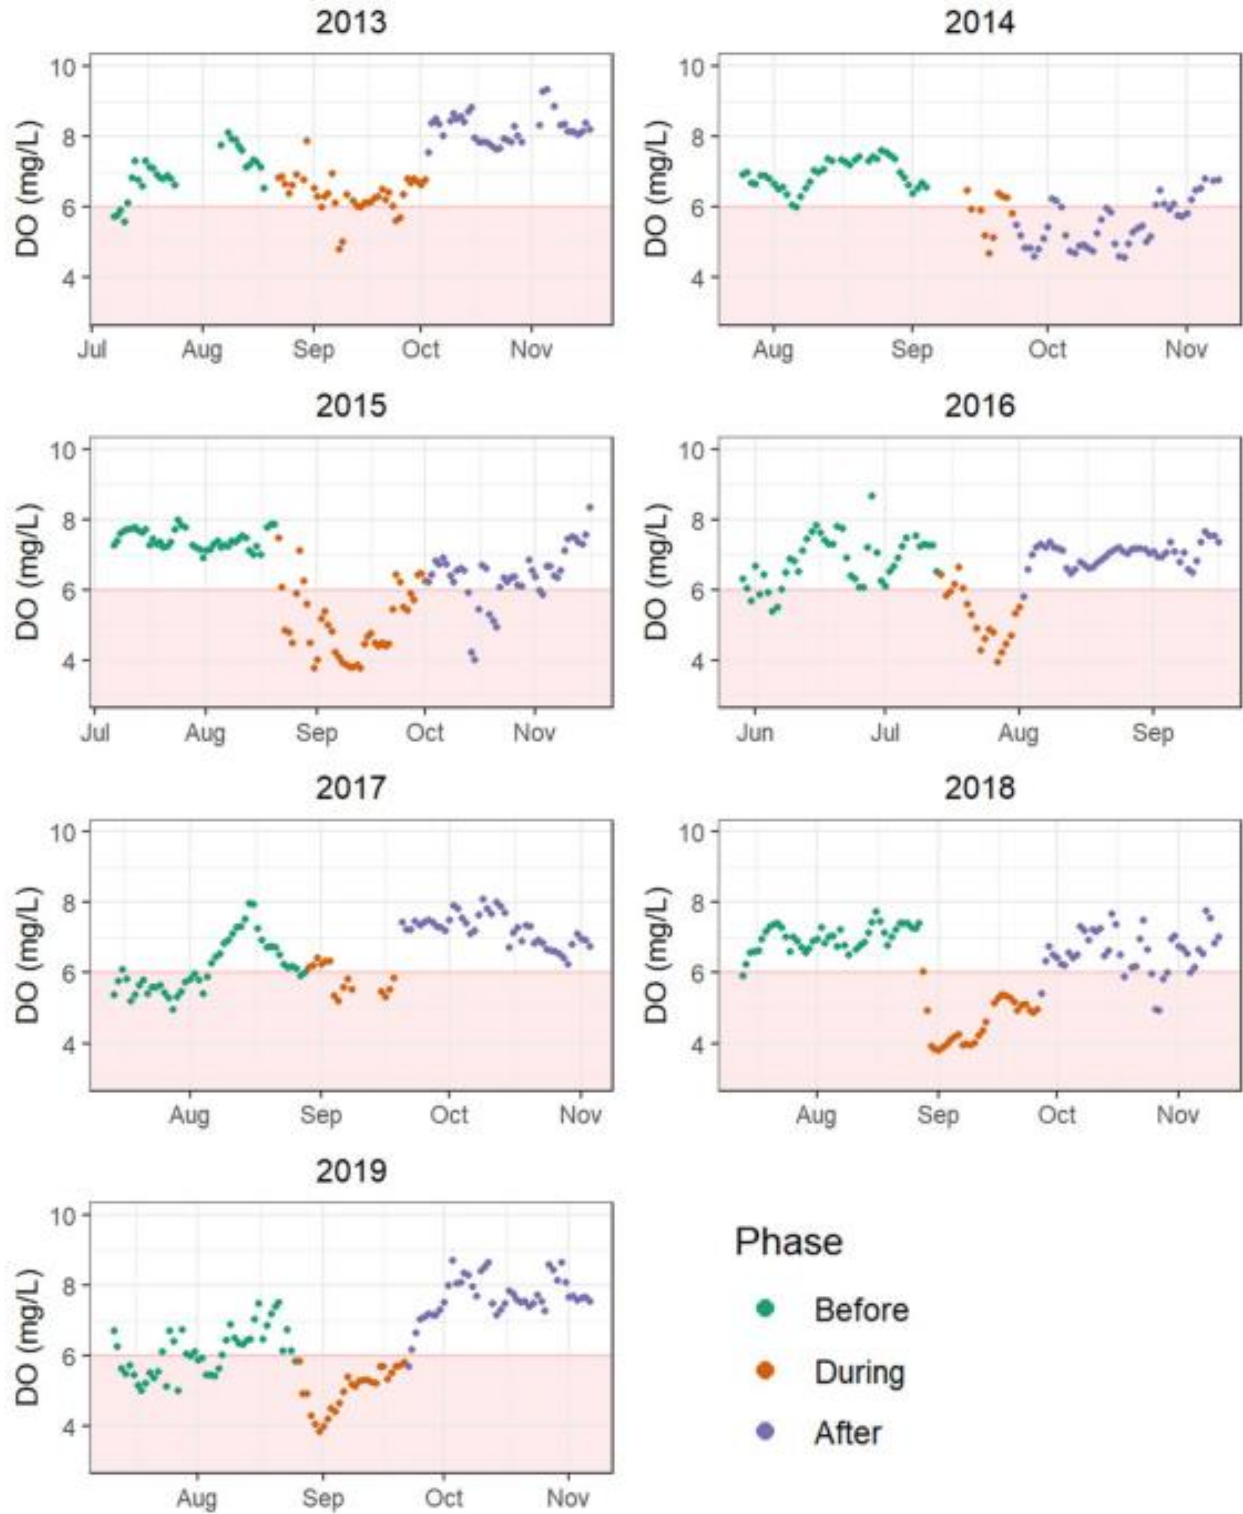 2013
10
8
6
4
DO (mg/L)
Jul Aug Sep Oct Nov
2014
10
8
6
4
DO (mg/L)
Aug Sep Oct Nov
2015
10
8
6
4
DO (mg/L)
Jul Aug Sep Oct Nov
2016
10
8
6
4
DO (mg/L)
Jun Jul Aug Sep
2017
10
8
6
4
DO (mg/L)
Aug Sep Oct Nov
2018
10
8
6
4
DO (mg/L)
Aug Sep Oct Nov
2019
10
8
6
4
DO (mg/L)
Aug Sep Oct Nov
Phase
Before
During
After